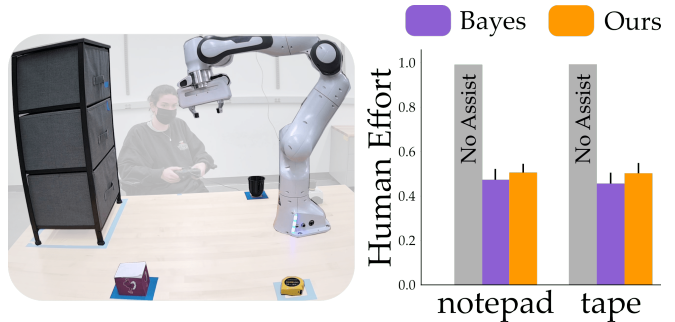 Bayes
Ours
Human Effort
1.0
0.8
0.6
0.4
0.2
0.0
No Assist
No Assist
notepad
tape